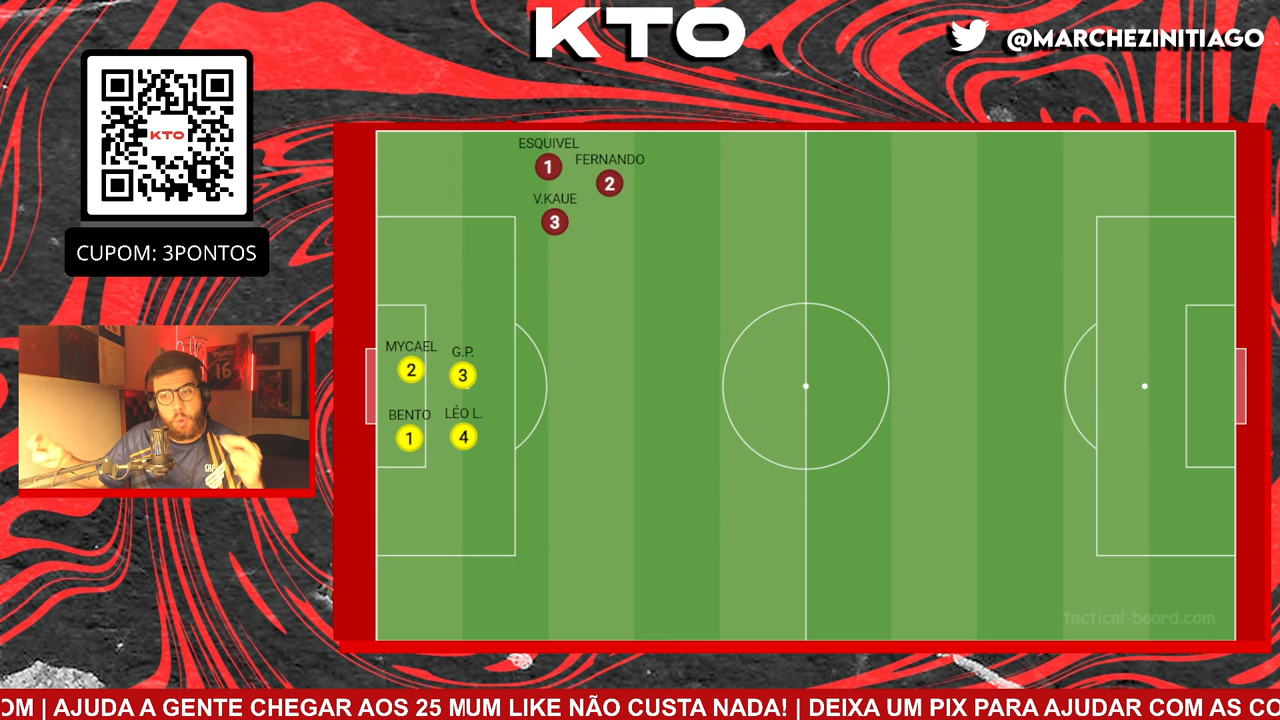 KTO
@MARCHEZINITIAGO
KTO
CUPOM: 3PONTOS
ESQUIVEL
1
FERNANDO
2
V.KAUE
3
MYCAEL
2
G.P.
3
BENTO
1
LÉO L.
4
16
tactical-board.com
OM | AJUDA A GENTE CHEGAR AOS 25 MUM LIKE NÃO CUSTA NADA! | DEIXA UM PIX PARA AJUDAR COM AS CO